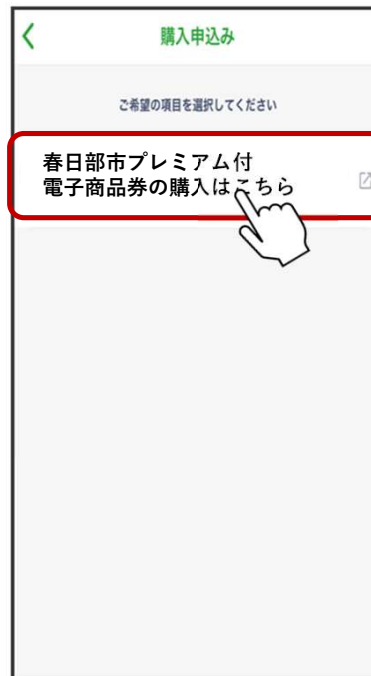 購入申込み
ご希望の項目を選択してください
春日部市プレミアム付
電子商品券の購入はこちら